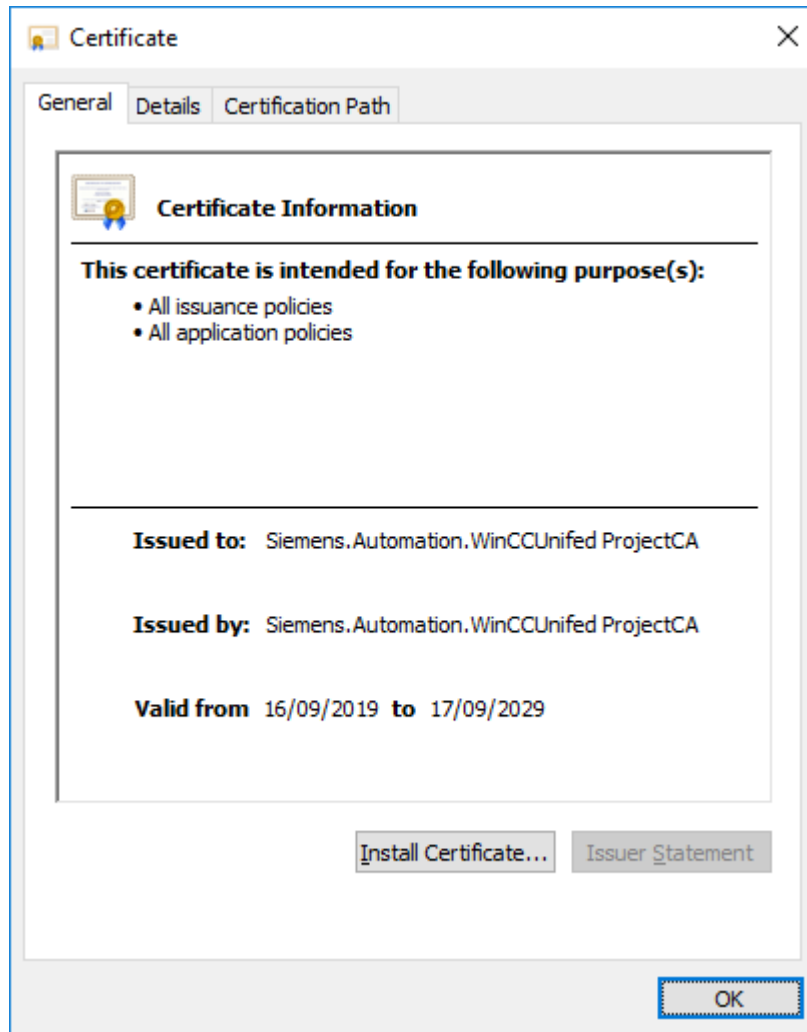 Certificate
General Details Certification Path
Certificate Information
This certificate is intended for the following purpose(s):
• All issuance policies
• All application policies
Issued to: Siemens.Automation.WinCCUnifed ProjectCA
Issued by: Siemens.Automation.WinCCUnifed ProjectCA
Valid from 16/09/2019 to 17/09/2029
Install Certificate... Issuer Statement
OK